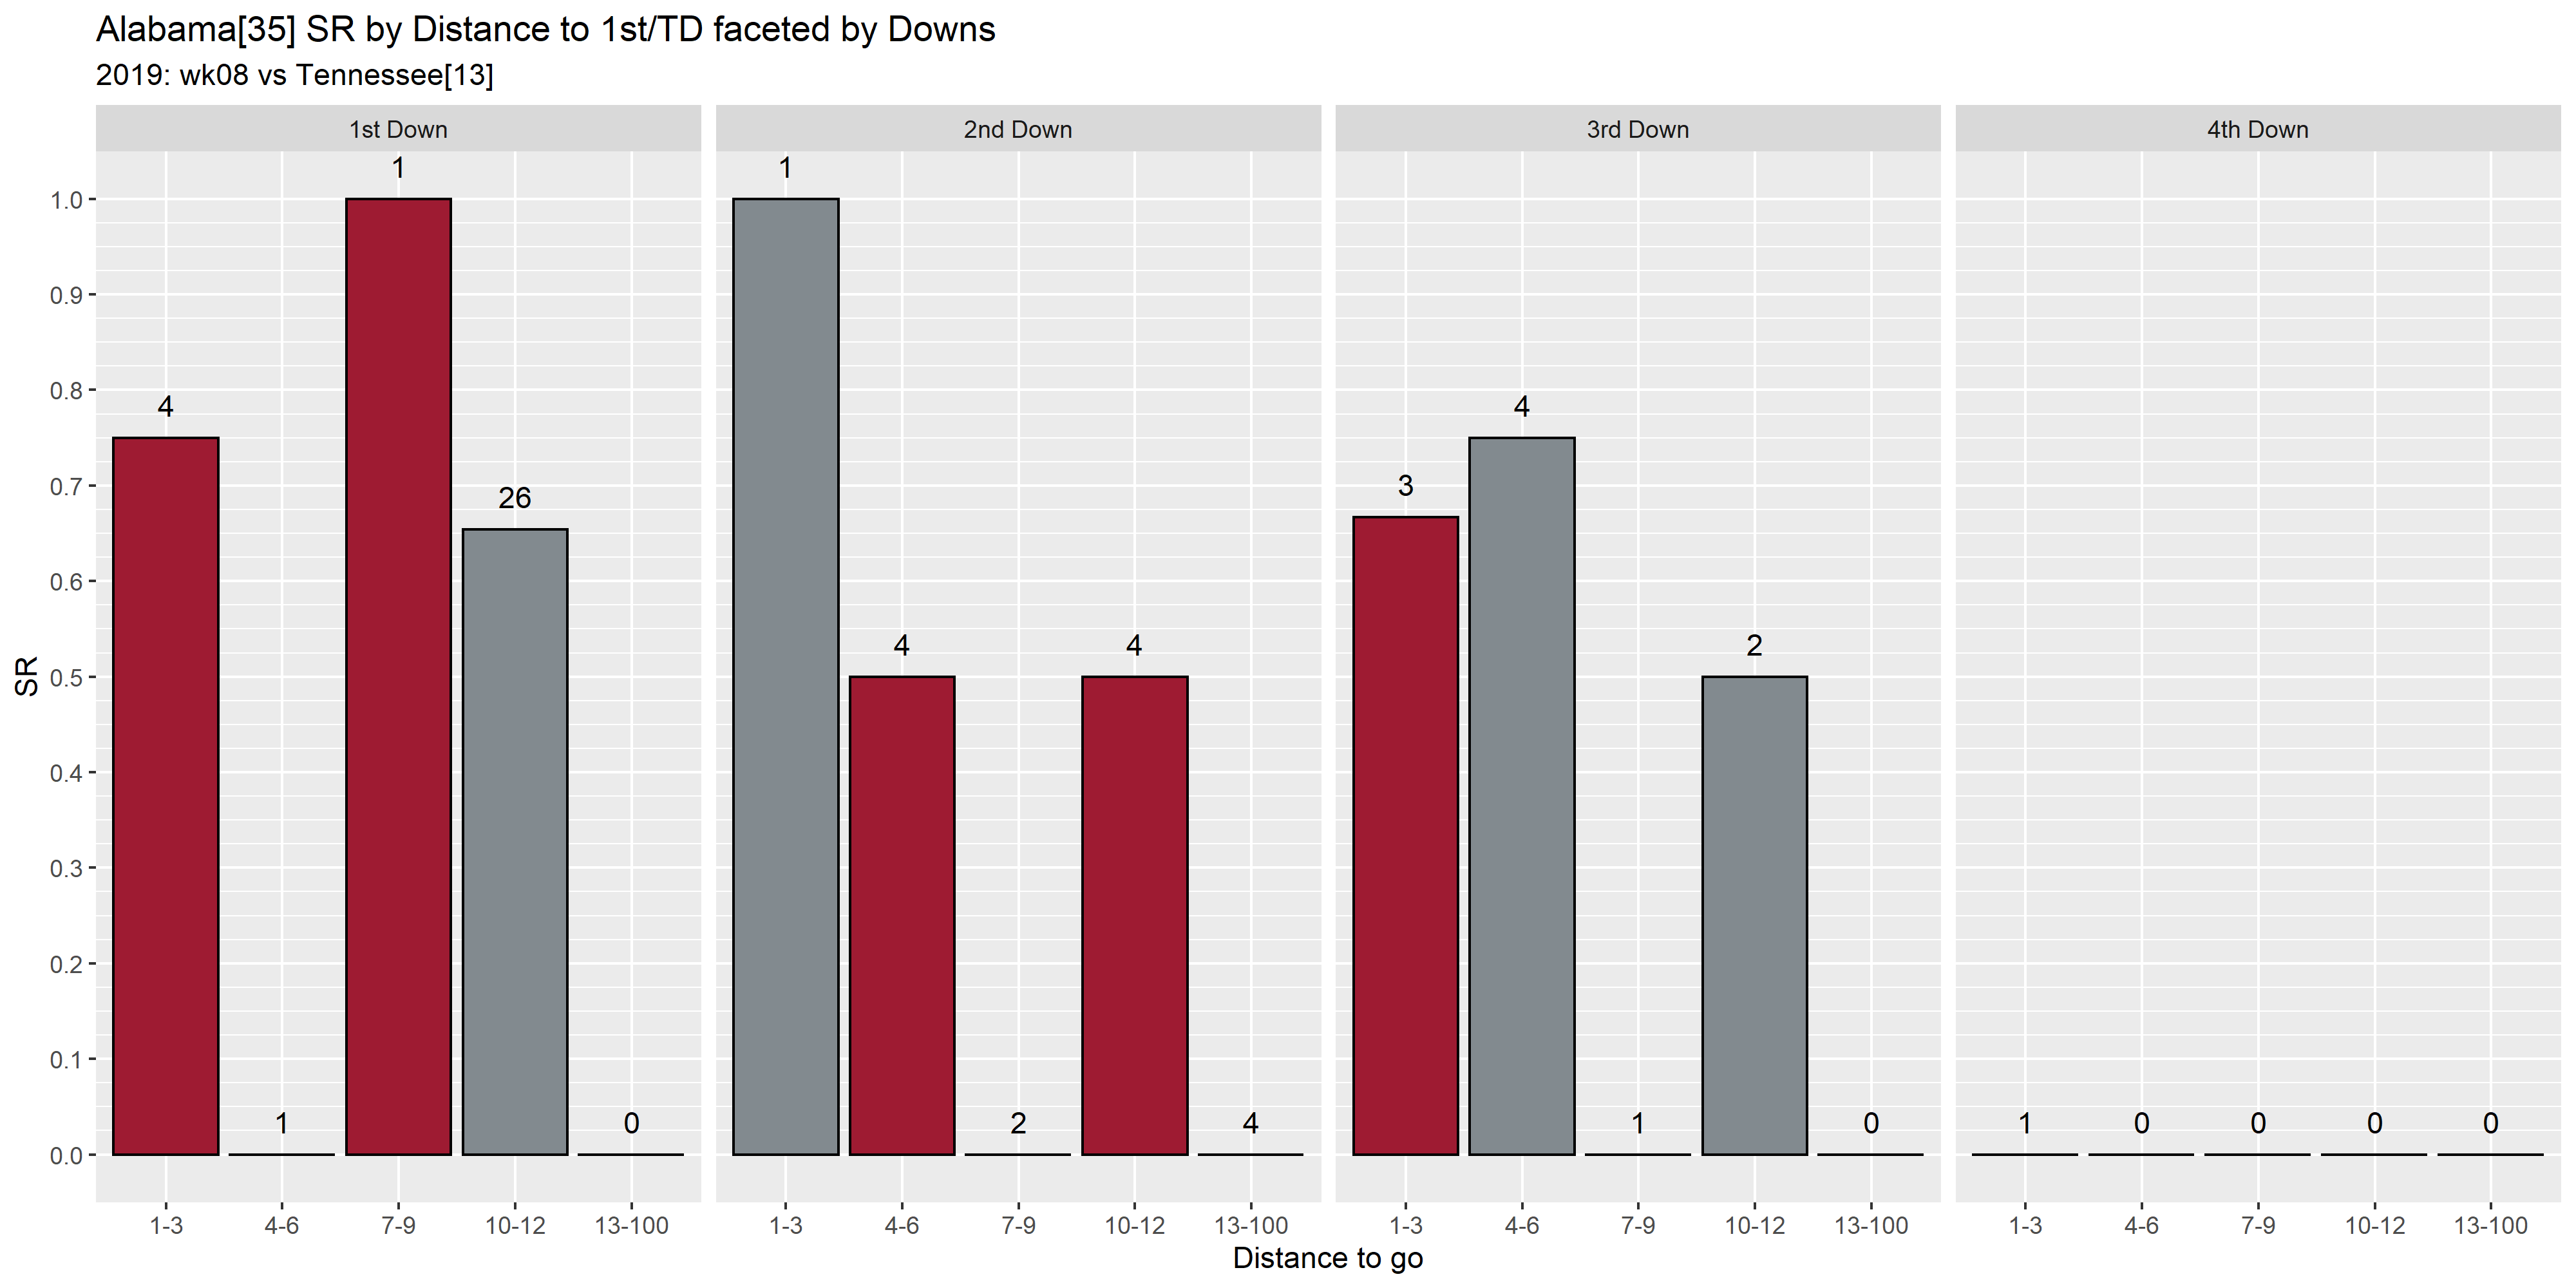 Alabama[35] SR by Distance to 1st/TD faceted by Downs
2019: wk08 vs Tennessee[13]
1st Down 2nd Down 3rd Down 4th Down
SR
1.0
0.9
0.8
0.7
0.6
0.5
0.4
0.3
0.2
0.1
0.0
4 1 1 26 0
1 4 2 4 4
3 4 1 2 0
1 0 0 0 0
1-3 4-6 7-9 10-12 13-100 1-3 4-6 7-9 10-12 13-100 1-3 4-6 7-9 10-12 13-100 1-3 4-6 7-9 10-12 13-100
Distance to go